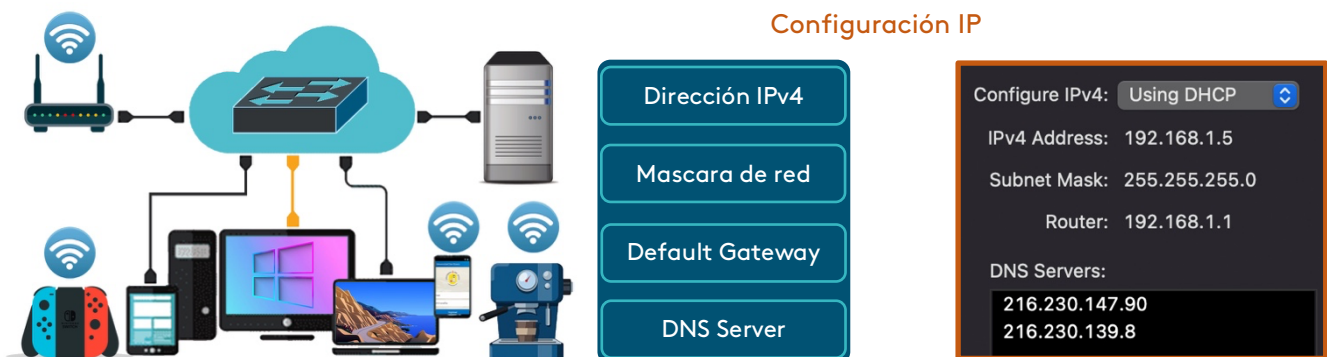 Configuración IP
Dirección IPv4
Mascara de red
Default Gateway
DNS Server
Configure IPv4: Using DHCP
IPv4 Address: 192.168.1.5
Subnet Mask: 255.255.255.0
Router: 192.168.1.1
DNS Servers:
216.230.147.90
216.230.139.8